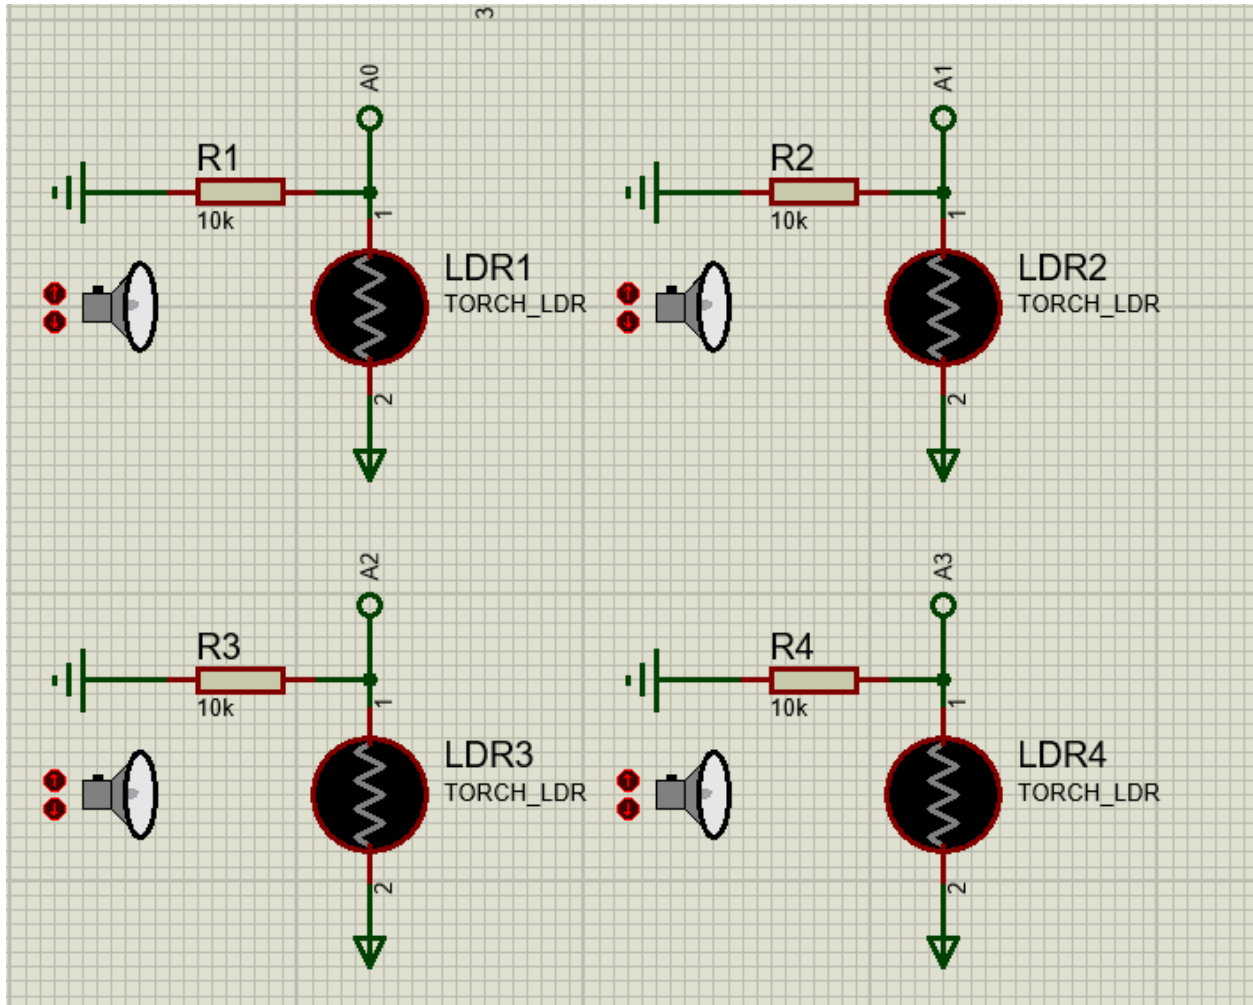 3
A0
A1
R1
10k
1
LDR1
TORCH_LDR
2
R2
10k
1
LDR2
TORCH_LDR
2
A2
A3
R3
10k
1
LDR3
TORCH_LDR
2
R4
10k
1
LDR4
TORCH_LDR
2